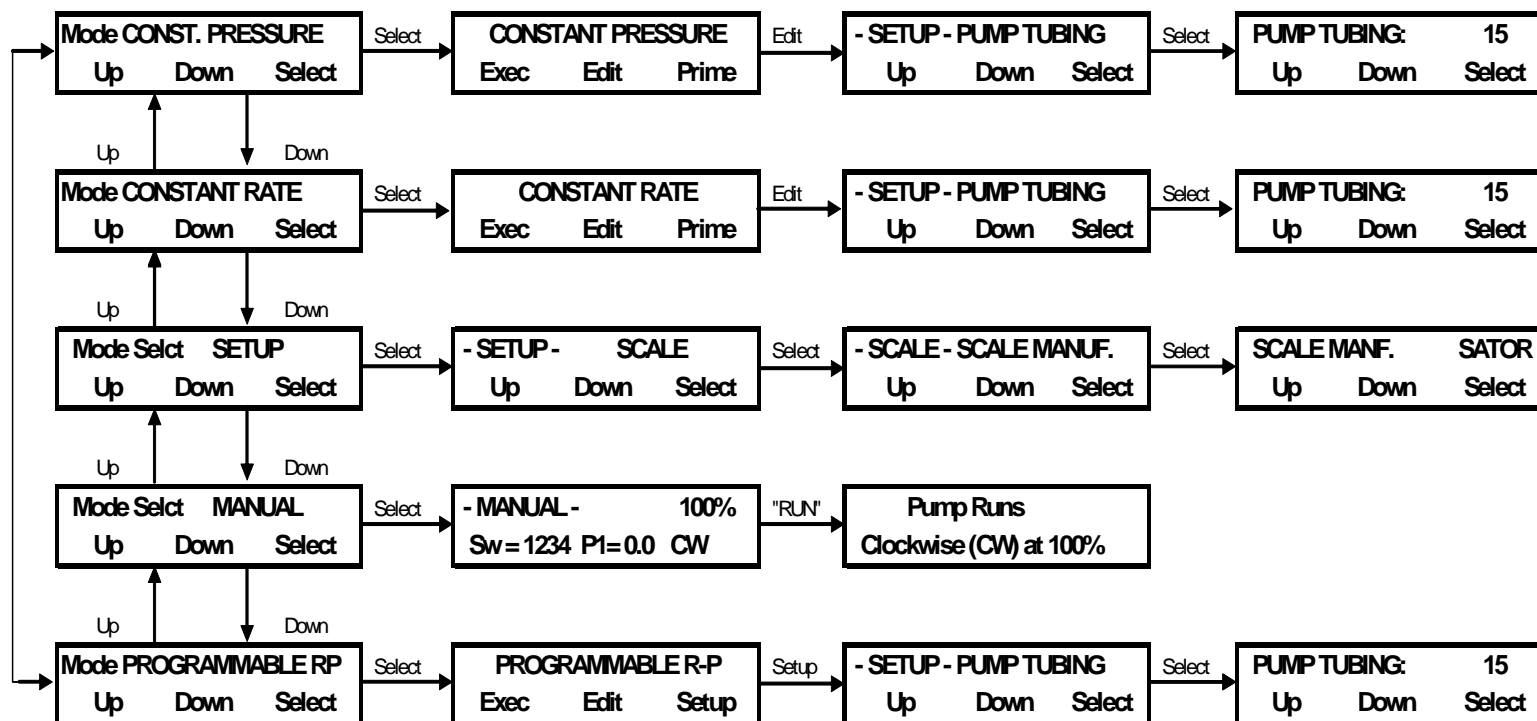 Mode CONST. PRESSURE
Up Down Select
Select
CONSTANT PRESSURE
Exec Edit Prime
Edit
- SETUP - PUMP TUBING
Up Down Select
Select
PUMP TUBING: 15
Up Down Select
Up Down
Mode CONSTANT RATE
Up Down Select
Select
CONSTANT RATE
Exec Edit Prime
Edit
- SETUP - PUMP TUBING
Up Down Select
Select
PUMP TUBING: 15
Up Down Select
Up Down
Mode Selct SETUP
Up Down Select
Select
- SETUP - SCALE
Up Down Select
Select
- SCALE - SCALE MANUF.
Up Down Select
Select
SCALE MANF. SATOR
Up Down Select
Up Down
Mode Selct MANUAL
Up Down Select
Select
- MANUAL - 100%
Sw = 1234 P1 = 0.0 CW
"RUN"
Pump Runs
Clockwise (CW) at 100%
Up Down
Mode PROGRAMMABLE RP
Up Down Select
Select
PROGRAMMABLE R-P
Exec Edit Setup
Setup
- SETUP - PUMP TUBING
Up Down Select
Select
PUMP TUBING: 15
Up Down Select